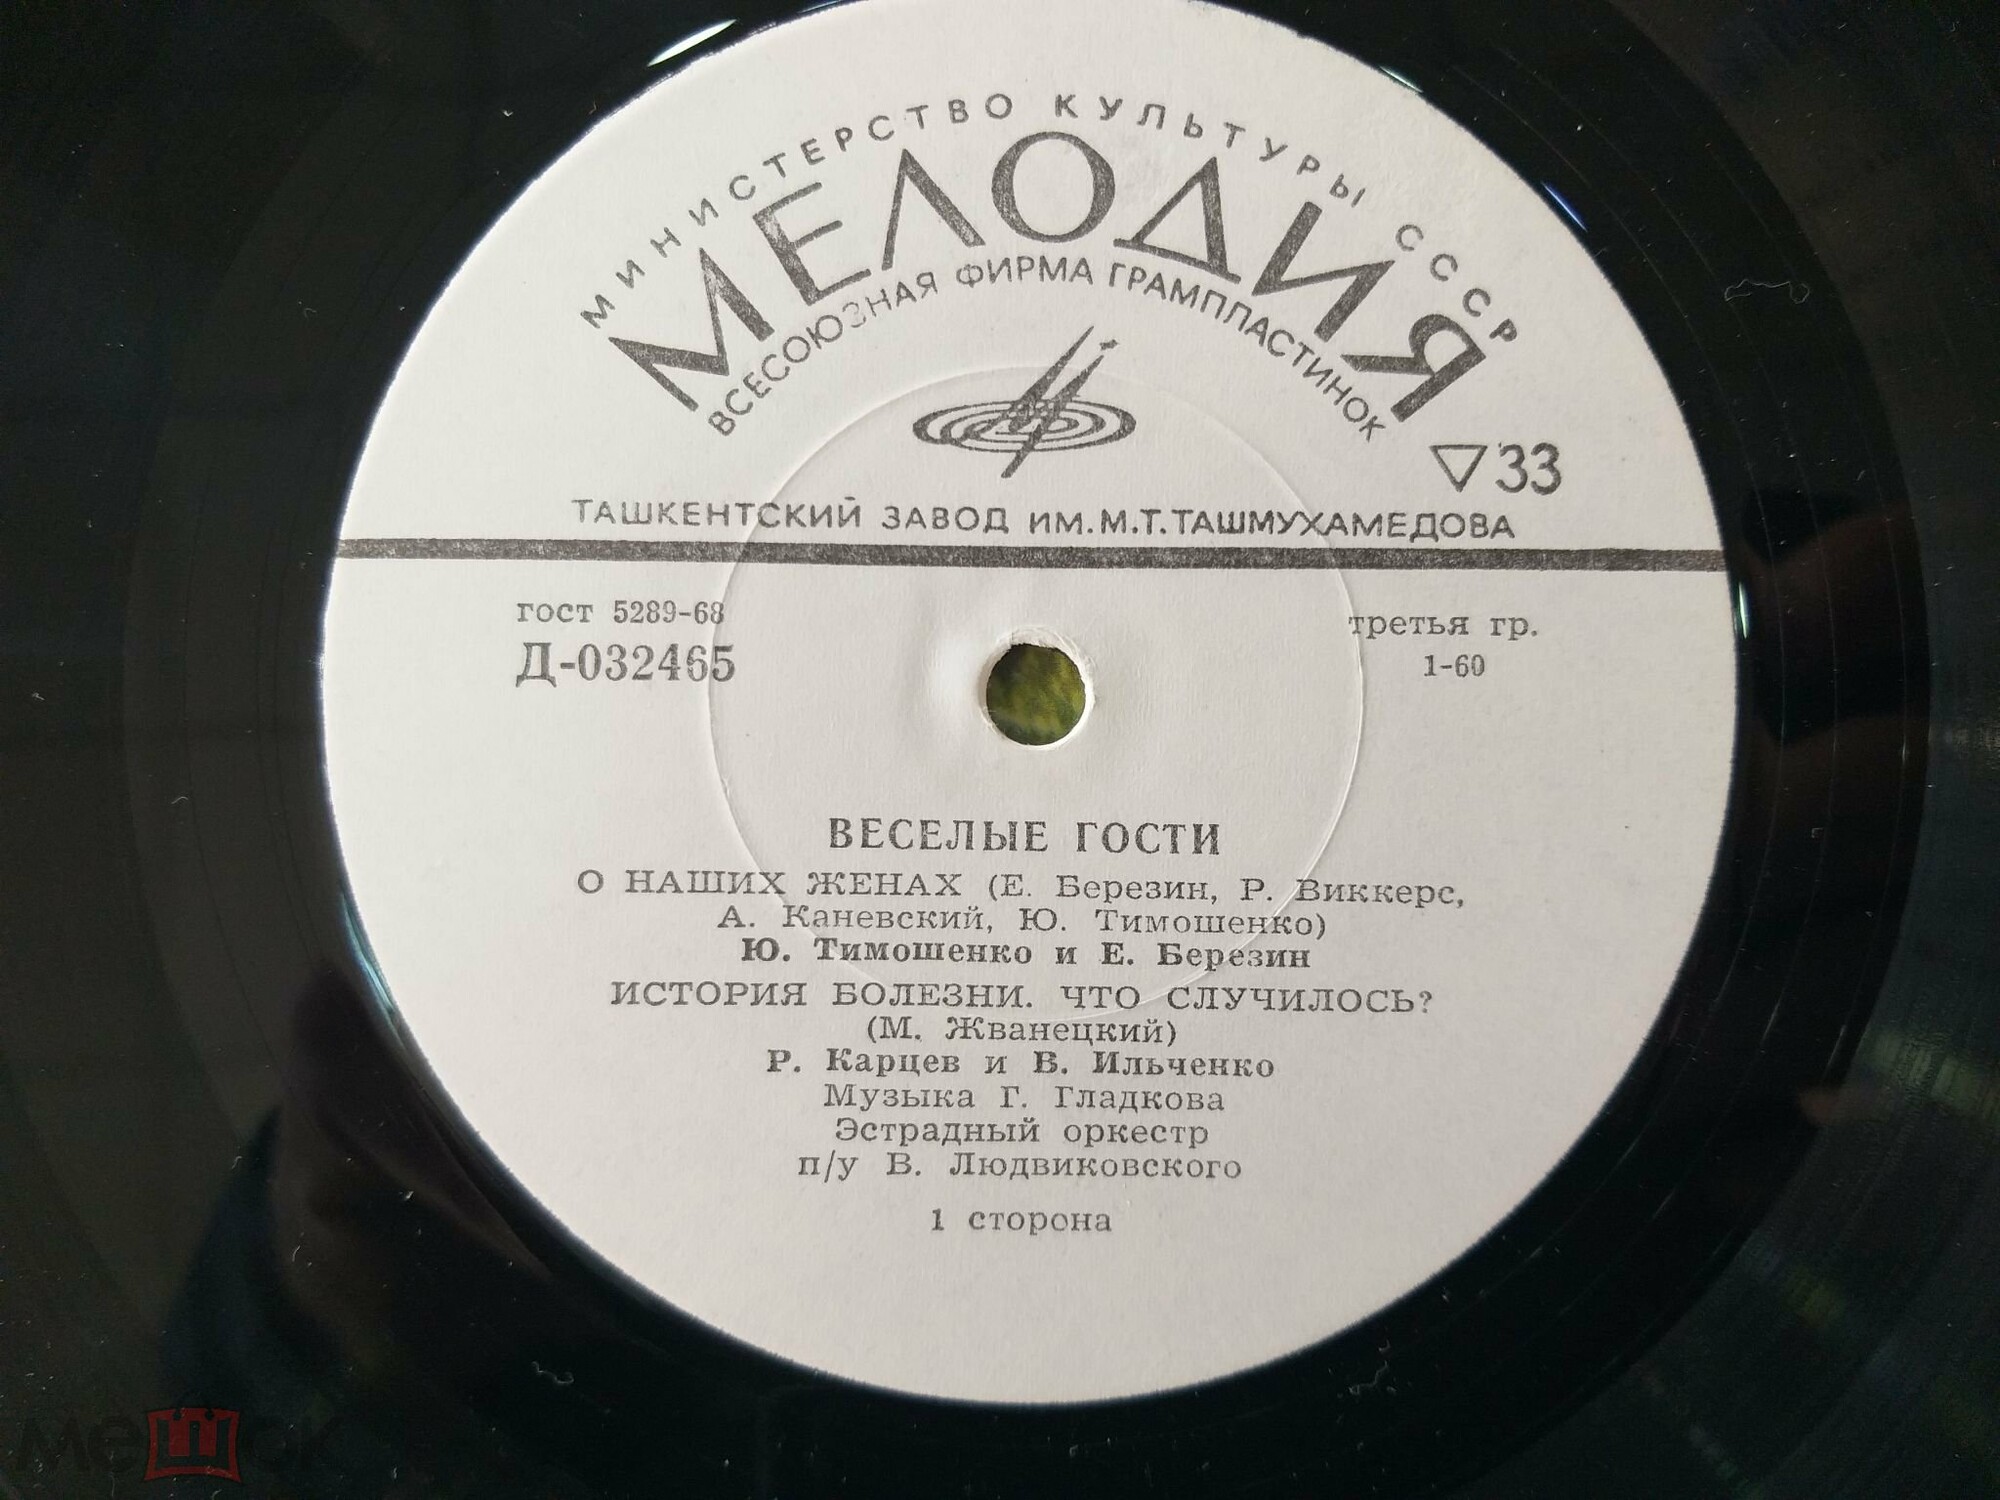 МИНИСТЕРСТВО КУЛЬТУРЫ СССР
МЕЛОДИЯ
ВСЕСОЮЗНАЯ ФИРМА ГРАМПЛАСТИНОК
▽33
ТАШКЕНТСКИЙ ЗАВОД ИМ.М.Т.ТАШМУХАМЕДОВА
гост 5289-68
третья гр.
Д-032465
1-60
ВЕСЕЛЫЕ ГОСТИ
О НАШИХ ЖЕНАХ (Е. Березин, Р. Виккерс,
А. Каневский, Ю. Тимошенко)
Ю. Тимошенко и Е. Березин
ИСТОРИЯ БОЛЕЗНИ. ЧТО СЛУЧИЛОСЬ?
(М. Жванецкий)
Р. Карцев и В. Ильченко
Музыка Г. Гладкова
Эстрадный оркестр
п/у В. Людвиковского
1 сторона
мешок